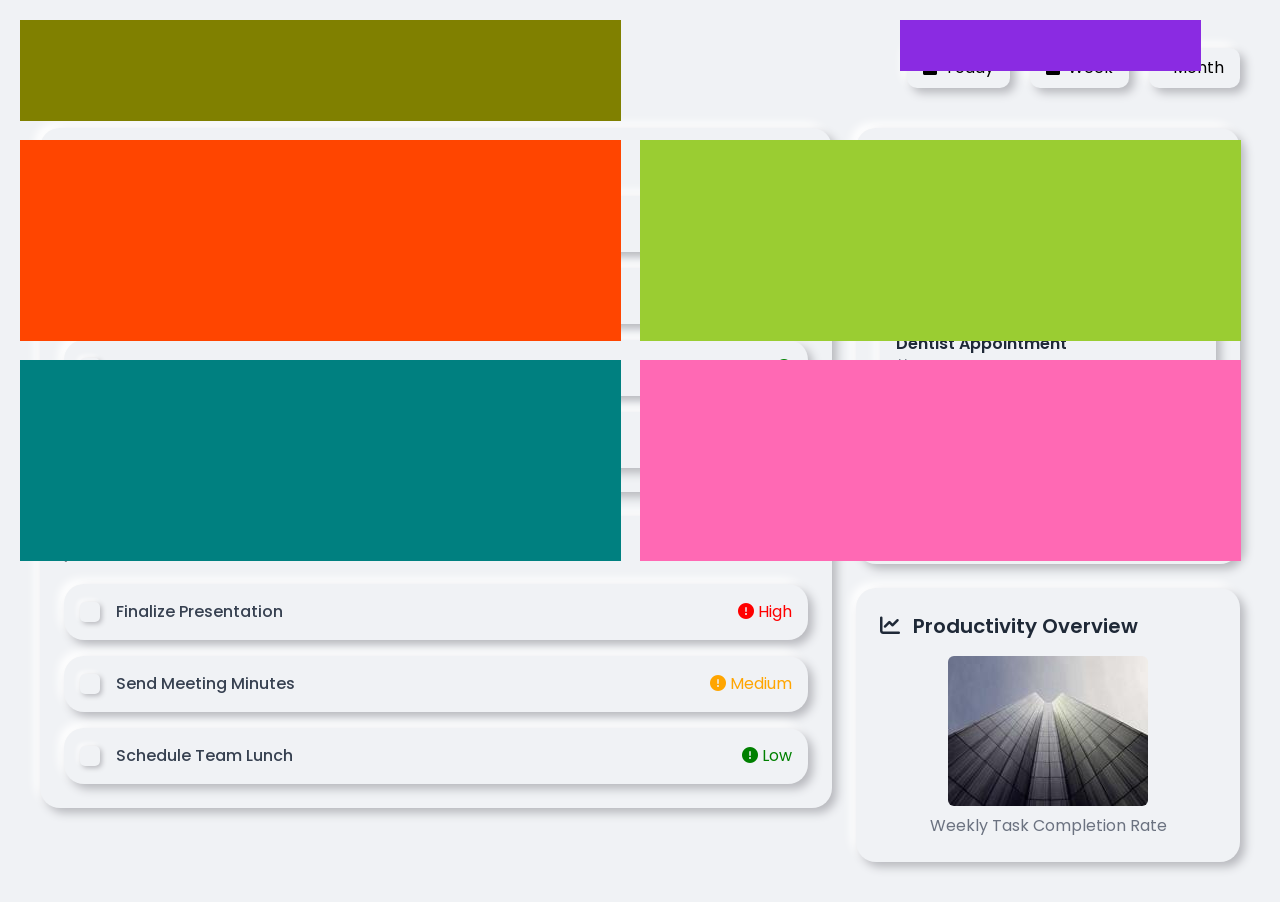 Today Week Month
Dentist Appointment
Finalize Presentation High
Send Meeting Minutes Medium
Schedule Team Lunch Low
Productivity Overview
Weekly Task Completion Rate